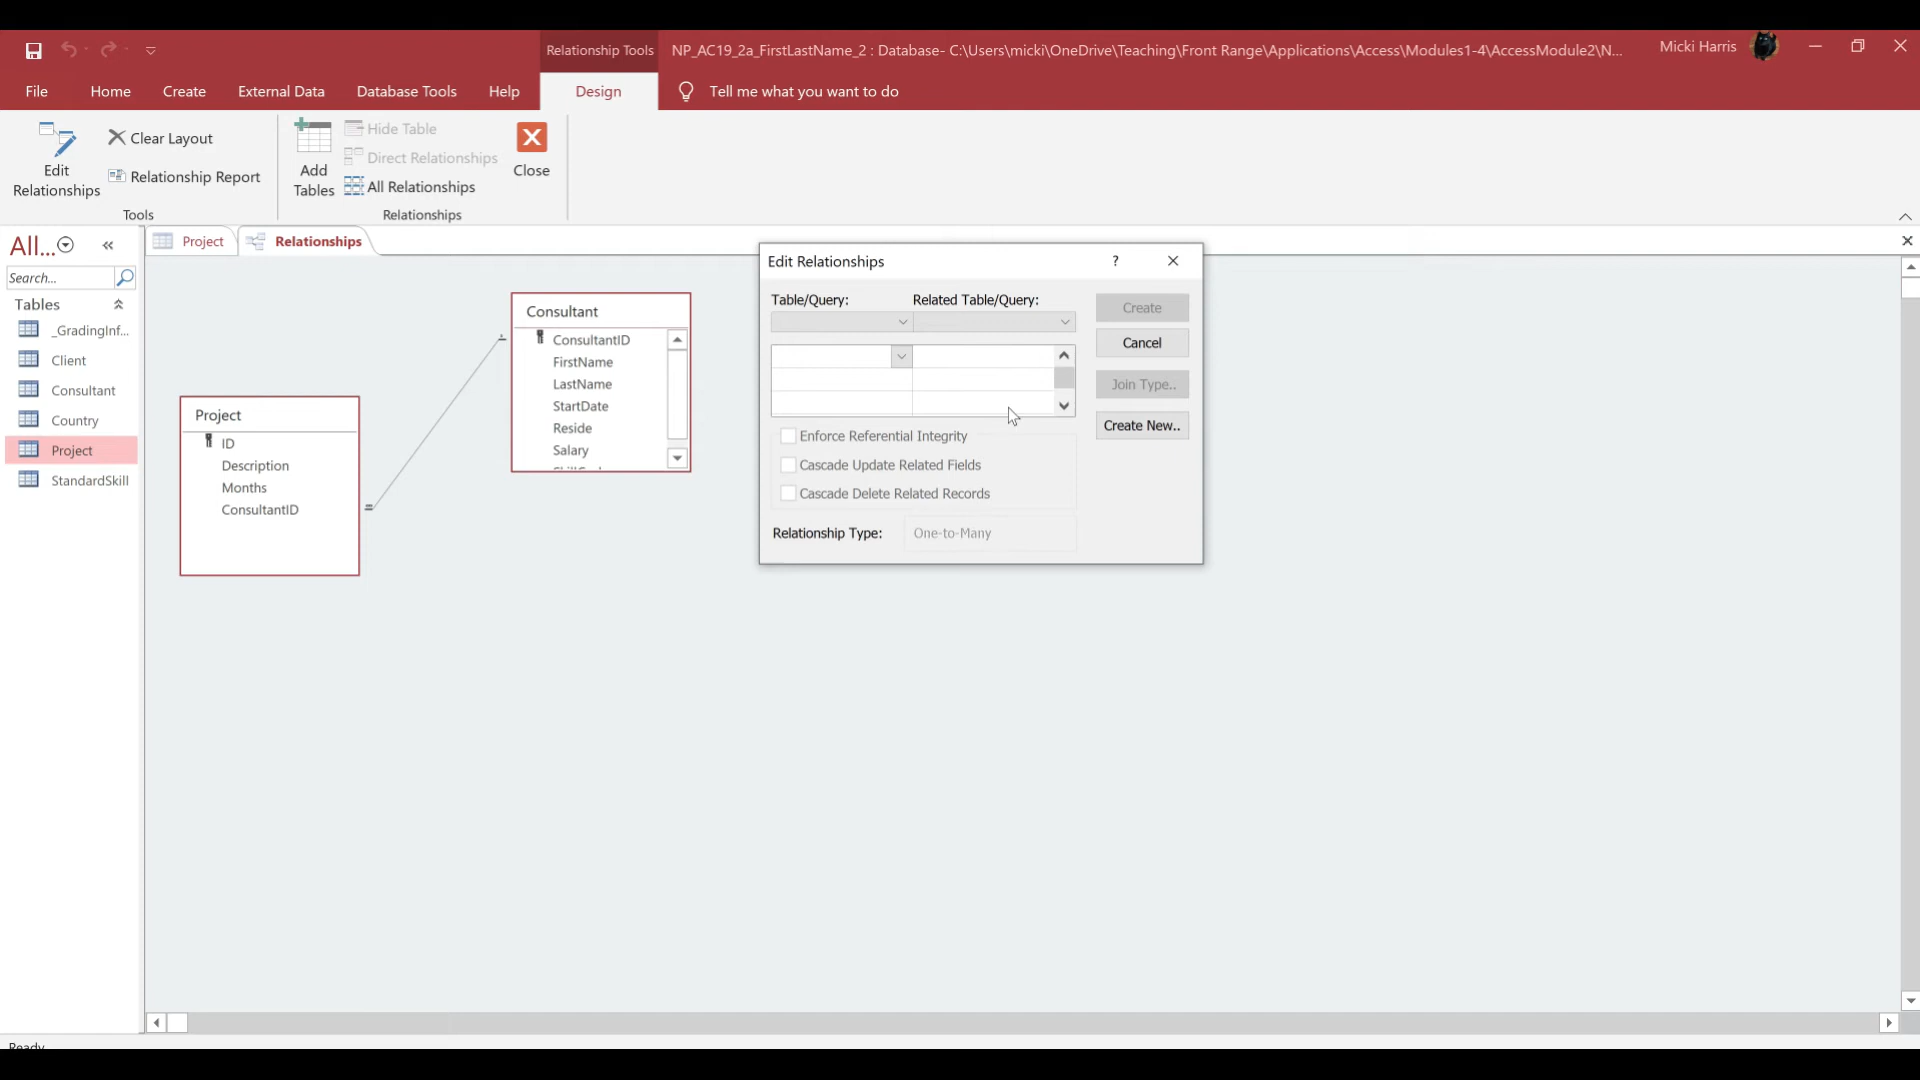 Relationship Tools
NP_AC19_2a_FirstLastName_2 : Database- C:\Users\micki\OneDrive\Teaching\Front Range\Applications\Access\Modules1-4\AccessModule2\N...
Micki Harris
File
Home
Create
External Data
Database Tools
Help
Design
Tell me what you want to do
Edit
Relationships
Clear Layout
Relationship Report
Tools
Add
Tables
Hide Table
Direct Relationships
All Relationships
Close
Relationships
All...
Search...
Tables
_GradingInf...
Client
Consultant
Country
Project
StandardSkill
Project
Relationships
Project
ID
Description
Months
ConsultantID
Consultant
ConsultantID
FirstName
LastName
StartDate
Reside
Salary
Edit Relationships
?
Table/Query:
Related Table/Query:
Create
Cancel
Join Type..
Create New..
Enforce Referential Integrity
Cascade Update Related Fields
Cascade Delete Related Records
Relationship Type:
One-to-Many
Ready